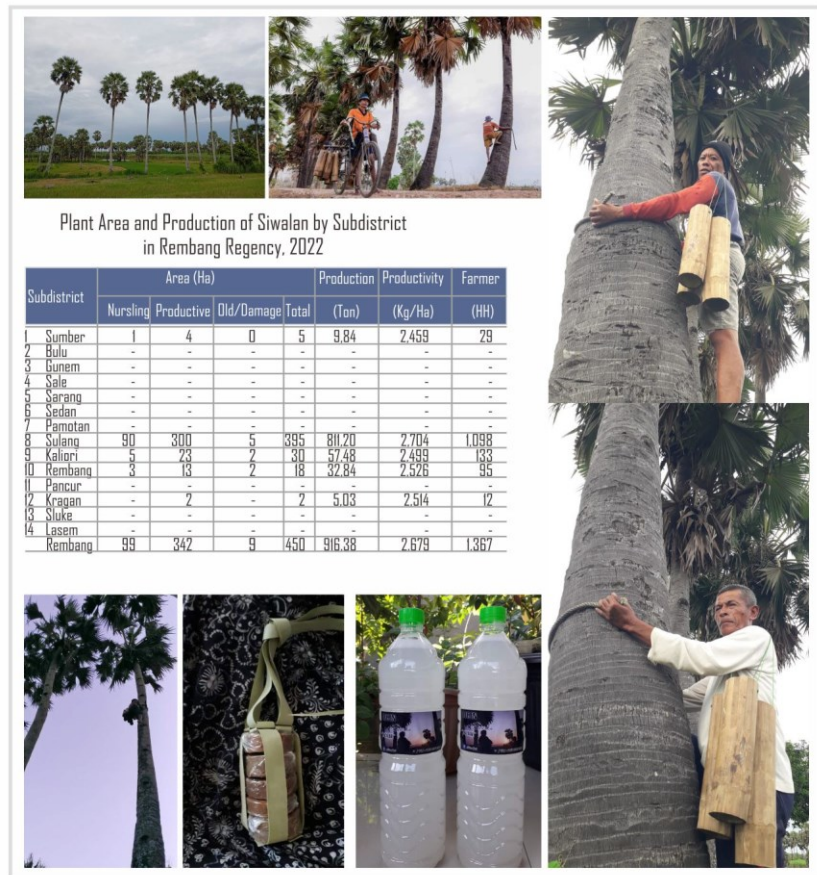 Plant Area and Production of Siwalan by Subdistrict
in Rembang Regency, 2022
Subdistrict Area (Ha) Production Productivity Farmer
Nursling Productive Old/Damage Total (Ton) (Kg/Ha) (HH)
1 Sumber 1 4 0 5 9,84 2,459 29
2 Bulu - - - - - - -
3 Gunem - - - - - - -
4 Sale - - - - - - -
5 Sarang - - - - - - -
6 Sedan - - - - - - -
7 Pamotan - - - - - - -
8 Sulang 90 300 5 395 811,20 2,704 1,098
9 Kaliori 5 23 2 30 57,48 2,499 133
10 Rembang 3 13 2 18 32,84 2,526 95
11 Pancur - - - - - - -
12 Kragan - 2 - 2 5,03 2,514 12
13 Sluke - - - - - - -
14 Lasem - - - - - - -
Rembang 99 342 9 450 916,38 2,679 1,367